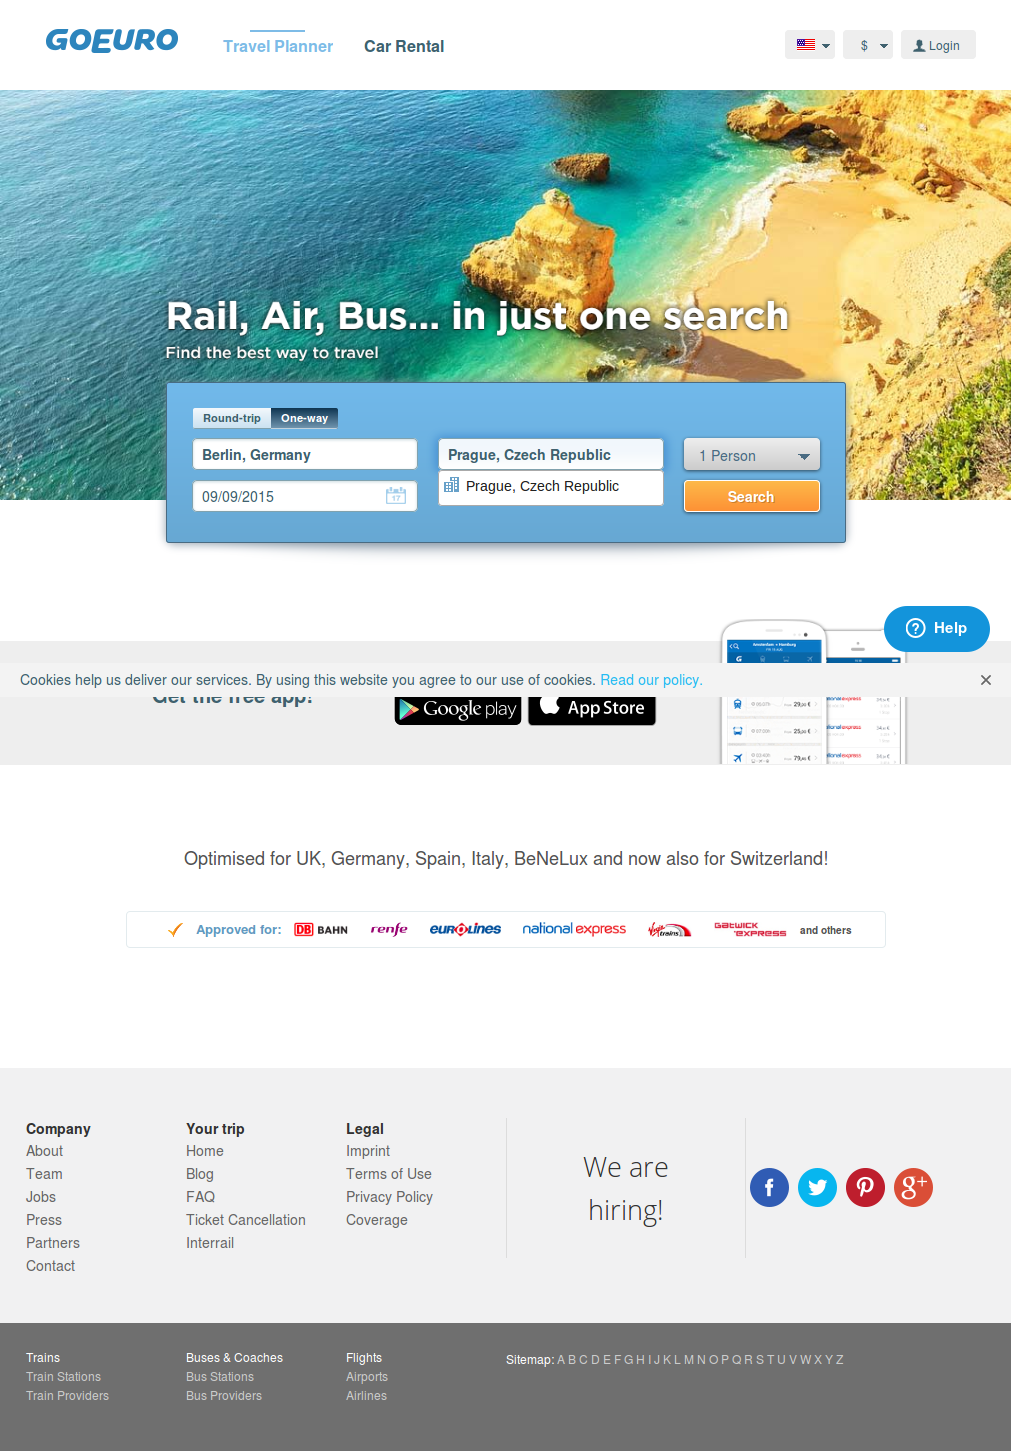 GOEURO
Travel Planner
Car Rental
$
Login
Rail, Air, Bus... in just one search
Find the best way to travel
Round-trip
One-way
Berlin, Germany
Prague, Czech Republic
1 Person
09/09/2015
17
Prague, Czech Republic
Search
Help
Cookies help us deliver our services. By using this website you agree to our use of cookies. Read our policy.
Get the free app!
Google play
App Store
Optimised for UK, Germany, Spain, Italy, BeNeLux and now also for Switzerland!
Approved for:
DB BAHN
renfe
eurolines
national express
Virgin trains
Gatwick express
and others
Company
About
Team
Jobs
Press
Partners
Contact
Your trip
Home
Blog
FAQ
Ticket Cancellation
Interrail
Legal
Imprint
Terms of Use
Privacy Policy
Coverage
We are
hiring!
Trains
Train Stations
Train Providers
Buses & Coaches
Bus Stations
Bus Providers
Flights
Airports
Airlines
Sitemap: A B C D E F G H I J K L M N O P Q R S T U V W X Y Z